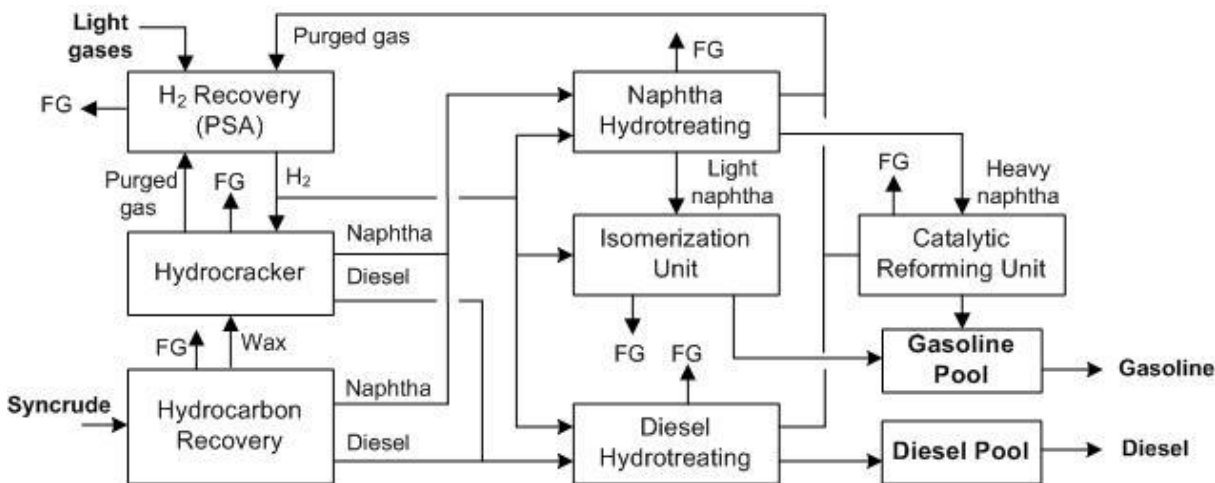 Light
gases
Purged gas
FG
H₂ Recovery
(PSA)
FG
Naphtha
Hydrotreating
Purged
gas
FG
H₂
Light
naphtha
FG
Heavy
naphtha
Hydrocracker
Naphtha
Diesel
Isomerization
Unit
Catalytic
Reforming Unit
FG
Wax
FG
FG
Gasoline
Pool
Gasoline
Syncrude
Hydrocarbon
Recovery
Naphtha
Diesel
Diesel
Hydrotreating
Diesel Pool
Diesel